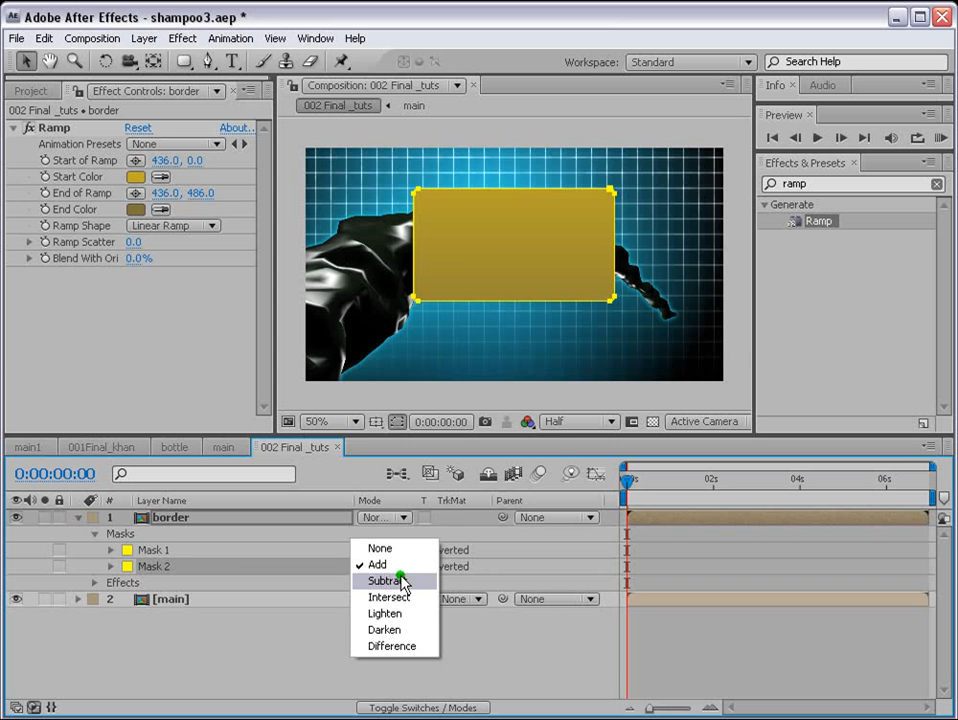 Adobe After Effects - shampoo3.aep *
File Edit Composition Layer Effect Animation View Window Help
Workspace: Standard Search Help
Project Effect Controls: border
Composition: 002 Final _tuts
Info Audio
002 Final _tuts • border
002 Final _tuts main
Preview
Ramp Reset About...
Animation Presets None
Start of Ramp 436.0, 0.0
Start Color
End of Ramp 436.0, 486.0
End Color
Ramp Shape Linear Ramp
Ramp Scatter 0.0
Blend With Ori 0.0%
Effects & Presets
ramp
Generate
Ramp
50% 0:00:00:00 Half Active Camera
main1 001Final_khan bottle main 002 Final _tuts
0:00:00:00
02s 04s 06s
# Layer Name Mode T TrkMat Parent
1 border Nor... None
Masks
Mask 1 verted
Mask 2 verted
Effects
2 [main] None None
None
Add
Subtract
Intersect
Lighten
Darken
Difference
Toggle Switches / Modes